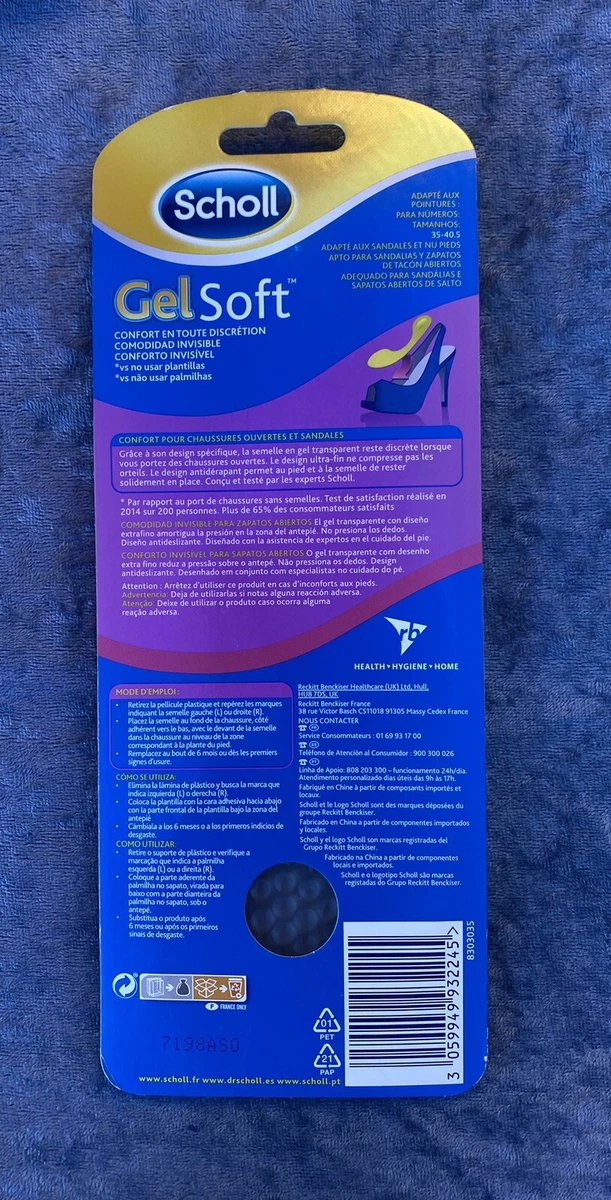 Scholl
ADAPTÉ AUX
POINTURES :
PARA NÚMEROS:
TAMANHOS:
35-40.5
ADAPTÉ AUX SANDALES ET NU PIEDS
APTO PARA SANDALIAS Y ZAPATOS
DE TACÓN ABIERTOS
ADEQUADO PARA SANDÁLIAS E
SAPATOS ABERTOS DE SALTO
GelSoft™
CONFORT EN TOUTE DISCRÉTION
COMODIDAD INVISIBLE
CONFORTO INVISÍVEL
*vs no usar plantillas
*vs não usar palmilhas
CONFORT POUR CHAUSSURES OUVERTES ET SANDALES
Grâce à son design spécifique, la semelle en gel transparent reste discrète lorsque
vous portez des chaussures ouvertes. Le design ultra-fin ne compresse pas les
orteils. Le design antidérapant permet au pied et à la semelle de rester
solidement en place. Conçu et testé par les experts Scholl.
* Par rapport au port de chaussures sans semelles. Test de satisfaction réalisé en
2014 sur 200 personnes. Plus de 65% des consommateurs satisfaits
COMODIDAD INVISIBLE PARA ZAPATOS ABIERTOS El gel transparente con diseño
extrafino amortigua la presión en la zona del antepié. No presiona los dedos.
Diseño antideslizante. Diseñado con la asistencia de expertos en el cuidado del pie.
CONFORTO INVISIVEL PARA SAPATOS ABERTOS O gel transparente com desenho
extra fino reduz a pressão sobre o antepé. Não pressiona os dedos. Design
antideslizante. Desenhado em conjunto com especialistas no cuidado do pé.
Attention : Arrêtez d'utiliser ce produit en cas d'inconforts aux pieds.
Advertencia: Deja de utilizarlas si notas alguna reacción adversa.
Atenção: Deixe de utilizar o produto caso ocorra alguma
reação adversa.
rb
HEALTH • HYGIENE • HOME
MODE D'EMPLOI :
• Retirez la pellicule plastique et repérez les marques
indiquant la semelle gauche (L) ou droite (R).
• Placez la semelle au fond de la chaussure, côté
adhérent vers le bas, avec le devant de la semelle
dans la chaussure au niveau de la zone
correspondant à la plante du pied.
• Remplacez au bout de 6 mois ou dès les premiers
signes d'usure.
CÓMO SE UTILIZA:
• Elimina la lámina de plástico y busca la marca que
indica izquierda (L) o derecha (R).
• Coloca la plantilla con la cara adhesiva hacia abajo
con la parte frontal de la plantilla bajo la zona del
antepié
• Cámbiala a los 6 meses o a los primeros indicios de
desgaste.
COMO UTILIZAR:
• Retire o suporte de plástico e verifique a
marcação que indica a palmilha
esquerda (L) ou a direita (R).
• Coloque a parte aderente da
palmilha no sapato, virada para
baixo com a parte dianteira da
palmilha no sapato, sob o
antepé.
• Substitua o produto após
6 meses ou após os primeiros
sinais de desgaste.
Reckitt Benckiser Healthcare (UK) Ltd, Hull,
HU8 7DS, UK
Reckitt Benckiser France
38 rue Victor Basch CS11018 91305 Massy Cedex France
NOUS CONTACTER
FR
Service Consommateurs : 01 69 93 17 00
ES
Teléfono de Atención al Consumidor : 900 300 026
PT
Linha de Apoio: 808 203 300 – funcionamento 24h/dia.
Atendimento personalizado dias úteis das 9h às 17h.
Fabriqué en Chine à partir de composants importés et
locaux.
Scholl et le Logo Scholl sont des marques déposées du
groupe Reckitt Benckiser.
Fabricado en China a partir de componentes importados
y locales.
Scholl y el logo Scholl son marcas registradas del
Grupo Reckitt Benckiser.
Fabricado na China a partir de componentes
locais e importados.
Scholl e o logotipo Scholl são marcas
registadas do Grupo Reckitt Benckiser.
F FRANCE ONLY
7198ASO
01
PET
21
PAP
8303035
3 059949 932245 >
www.scholl.fr www.drscholl.es www.scholl.pt